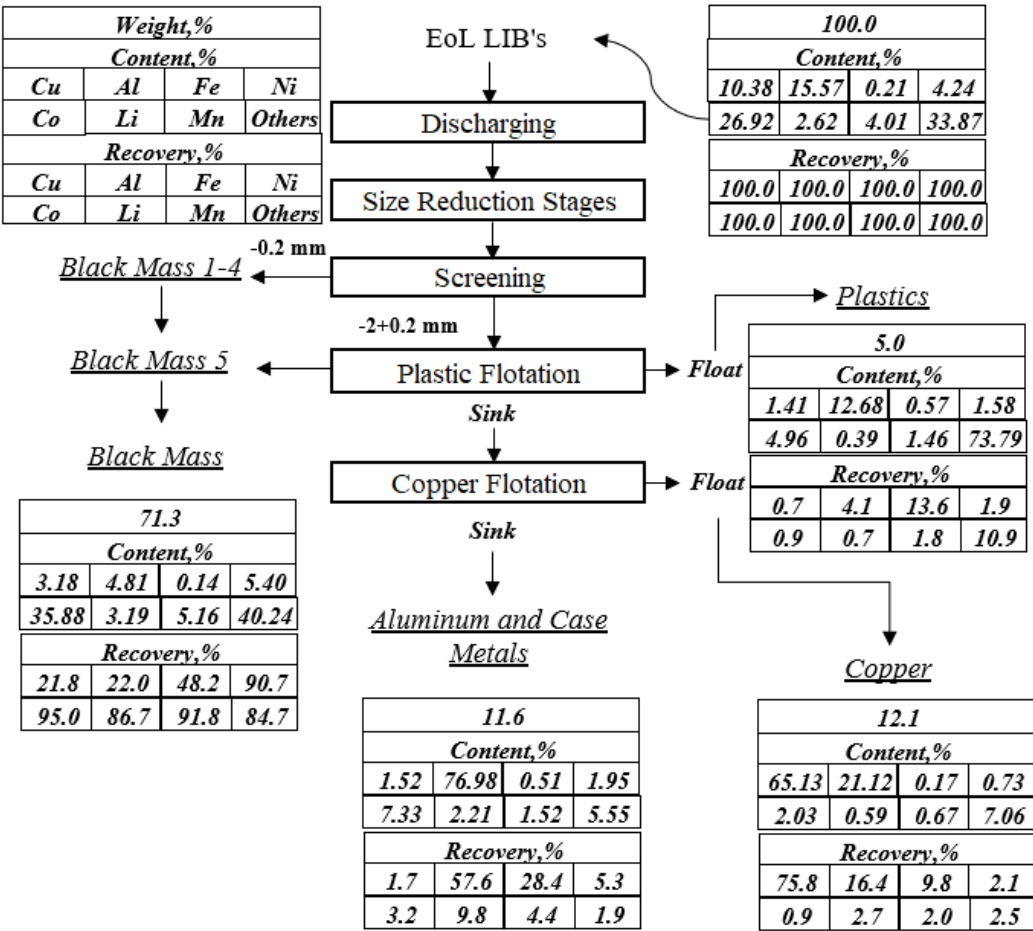 Weight,%
Content,%
Cu Al Fe Ni
Co Li Mn Others
Recovery,%
Cu Al Fe Ni
Co Li Mn Others
EoL LIB's
100.0
Content,%
10.38 15.57 0.21 4.24
26.92 2.62 4.01 33.87
Recovery,%
100.0 100.0 100.0 100.0
100.0 100.0 100.0 100.0
Discharging
Size Reduction Stages
-0.2 mm
Black Mass 1-4
Screening
-2+0.2 mm
Plastics
Black Mass 5
Plastic Flotation
Float
Sink
5.0
Content,%
1.41 12.68 0.57 1.58
4.96 0.39 1.46 73.79
Recovery,%
0.7 4.1 13.6 1.9
0.9 0.7 1.8 10.9
Black Mass
Copper Flotation
Float
Sink
71.3
Content,%
3.18 4.81 0.14 5.40
35.88 3.19 5.16 40.24
Recovery,%
21.8 22.0 48.2 90.7
95.0 86.7 91.8 84.7
Aluminum and Case
Metals
11.6
Content,%
1.52 76.98 0.51 1.95
7.33 2.21 1.52 5.55
Recovery,%
1.7 57.6 28.4 5.3
3.2 9.8 4.4 1.9
Copper
12.1
Content,%
65.13 21.12 0.17 0.73
2.03 0.59 0.67 7.06
Recovery,%
75.8 16.4 9.8 2.1
0.9 2.7 2.0 2.5